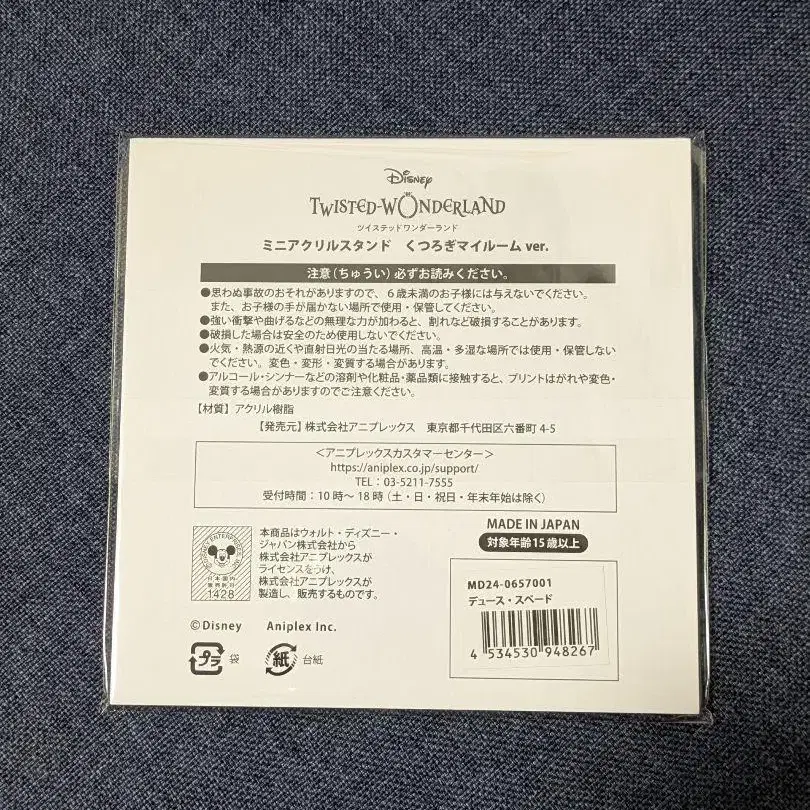 Disney
TWISTED-WONDERLAND
ツイステッドワンダーランド
ミニアクリルスタンド くつろぎマイルーム ver.
注意(ちゅうい)必ずお読みください。
●思わぬ事故のおそれがありますので、6歳未満のお子様には与えないでください。
また、お子様の手が届かない場所で使用・保管してください。
●強い衝撃や曲げるなどの無理な力が加わると、割れなど破損することがあります。
●破損した場合は安全のため使用しないでください。
●火気・熱源の近くや直射日光の当たる場所、高温・多湿な場所では使用・保管しない
でください。変色・変形・変質する場合があります。
●アルコール・シンナーなどの溶剤や化粧品・薬品類に接触すると、プリントはがれや変色・
変質する場合がありますのでご注意ください。
【材質】アクリル樹脂
【発売元】株式会社アニプレックス 東京都千代田区六番町 4-5
<アニプレックスカスタマーセンター>
https://aniplex.co.jp/support/
TEL : 03-5211-7555
受付時間:10時~18時(土・日・祝日・年末年始は除く)
MADE IN JAPAN
対象年齢15歳以上
日本国内
1428
本商品はウォルト・ディズニー・
ジャパン株式会社から
株式会社アニプレックスが
ライセンスをうけ、
株式会社アニプレックスが
製造し、販売するものです。
MD24-0657001
デュース・スペード
4 534530 948267
©Disney Aniplex Inc.
プラ 袋 紙 台紙